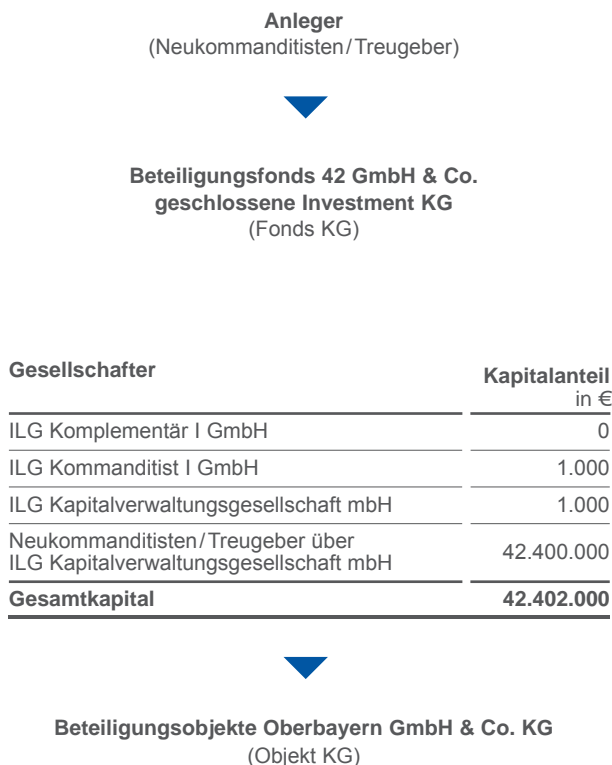 Anleger
(Neukommanditisten/Treugeber)
Beteiligungsfonds 42 GmbH & Co.
geschlossene Investment KG
(Fonds KG)
Gesellschafter Kapitalanteil
in €
ILG Komplementär I GmbH 0
ILG Kommanditist I GmbH 1.000
ILG Kapitalverwaltungsgesellschaft mbH 1.000
Neukommanditisten/Treugeber über
ILG Kapitalverwaltungsgesellschaft mbH 42.400.000
Gesamtkapital 42.402.000
Beteiligungsobjekte Oberbayern GmbH & Co. KG
(Objekt KG)